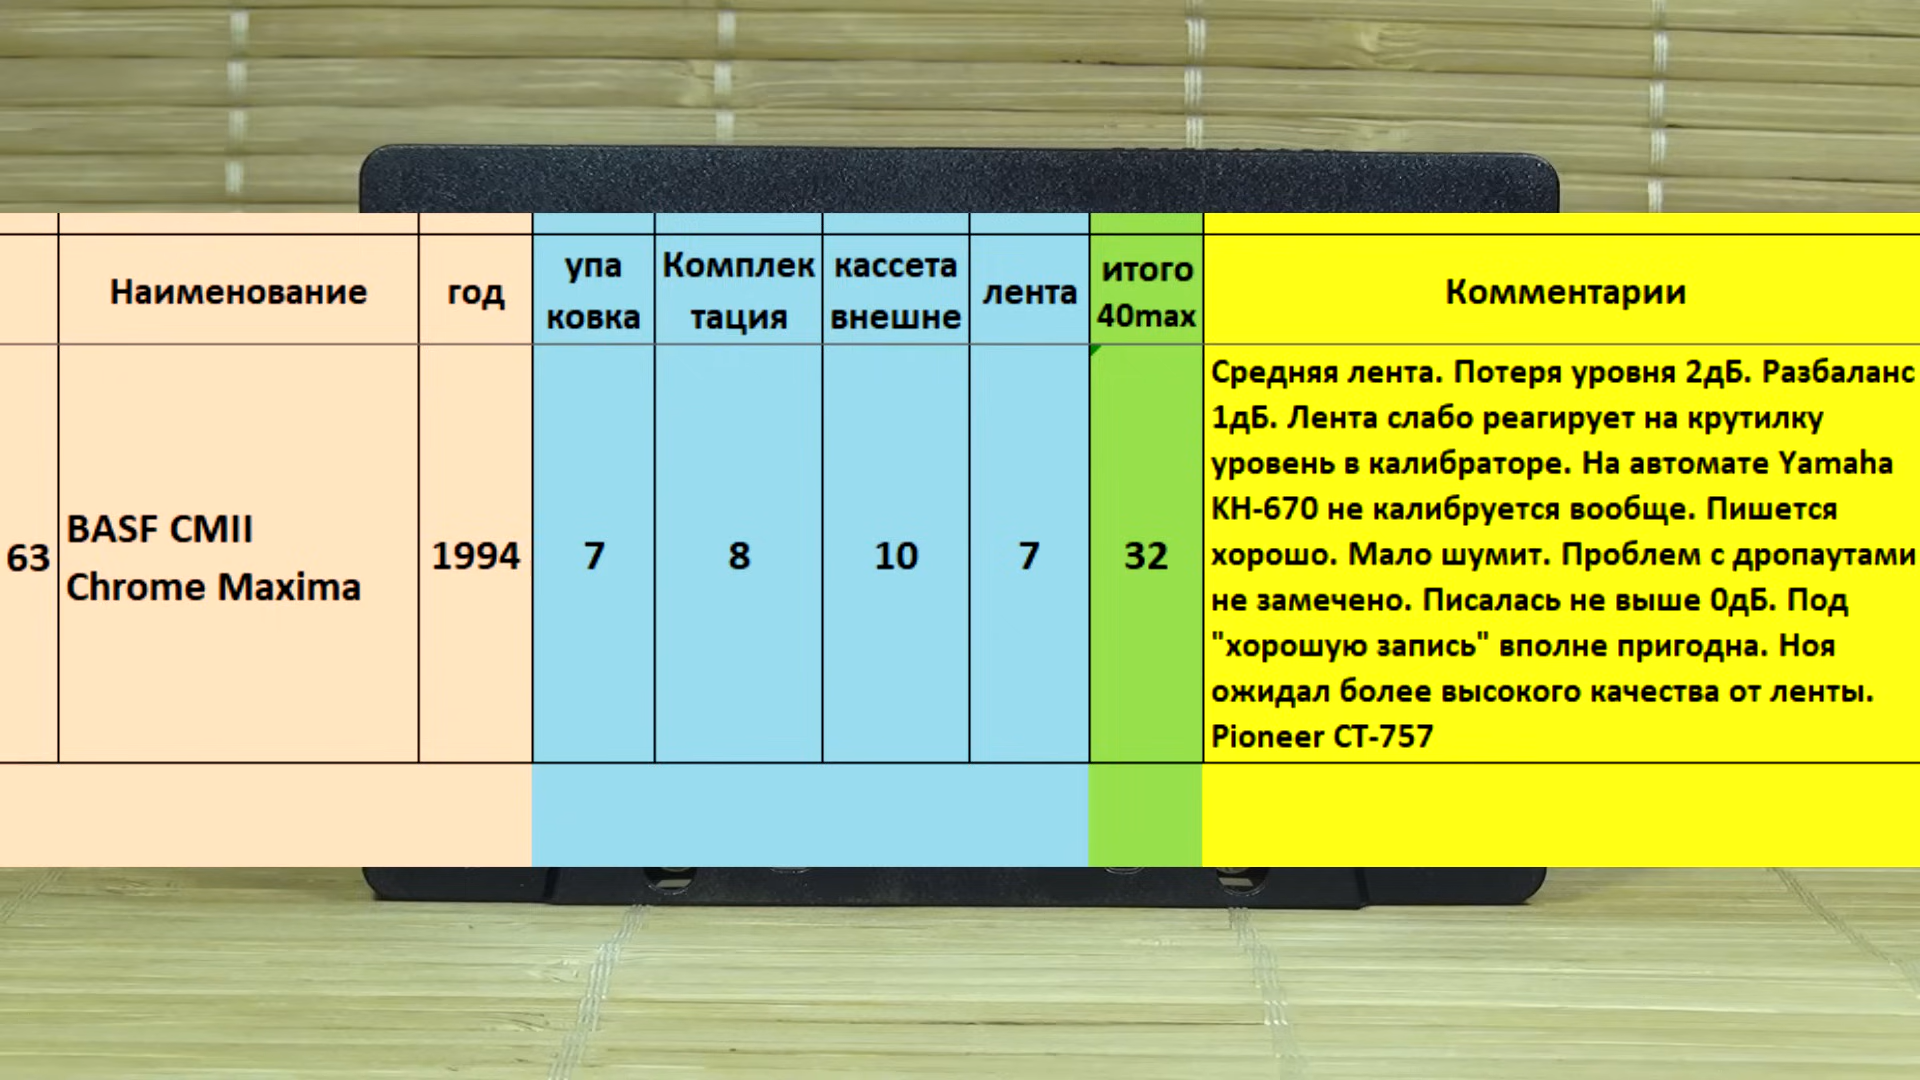 Наименование
год
упа
ковка
Комплек
тация
кассета
внешне
лента
итого
40max
Комментарии
63
BASF CMII
Chrome Maxima
1994
7
8
10
7
32
Средняя лента. Потеря уровня 2дБ. Разбаланс
1дБ. Лента слабо реагирует на крутилку
уровень в калибраторе. На автомате Yamaha
KH-670 не калибруется вообще. Пишется
хорошо. Мало шумит. Проблем с дропаутами
не замечено. Писалась не выше 0дБ. Под
"хорошую запись" вполне пригодна. Ноя
ожидал более высокого качества от ленты.
Pioneer CT-757